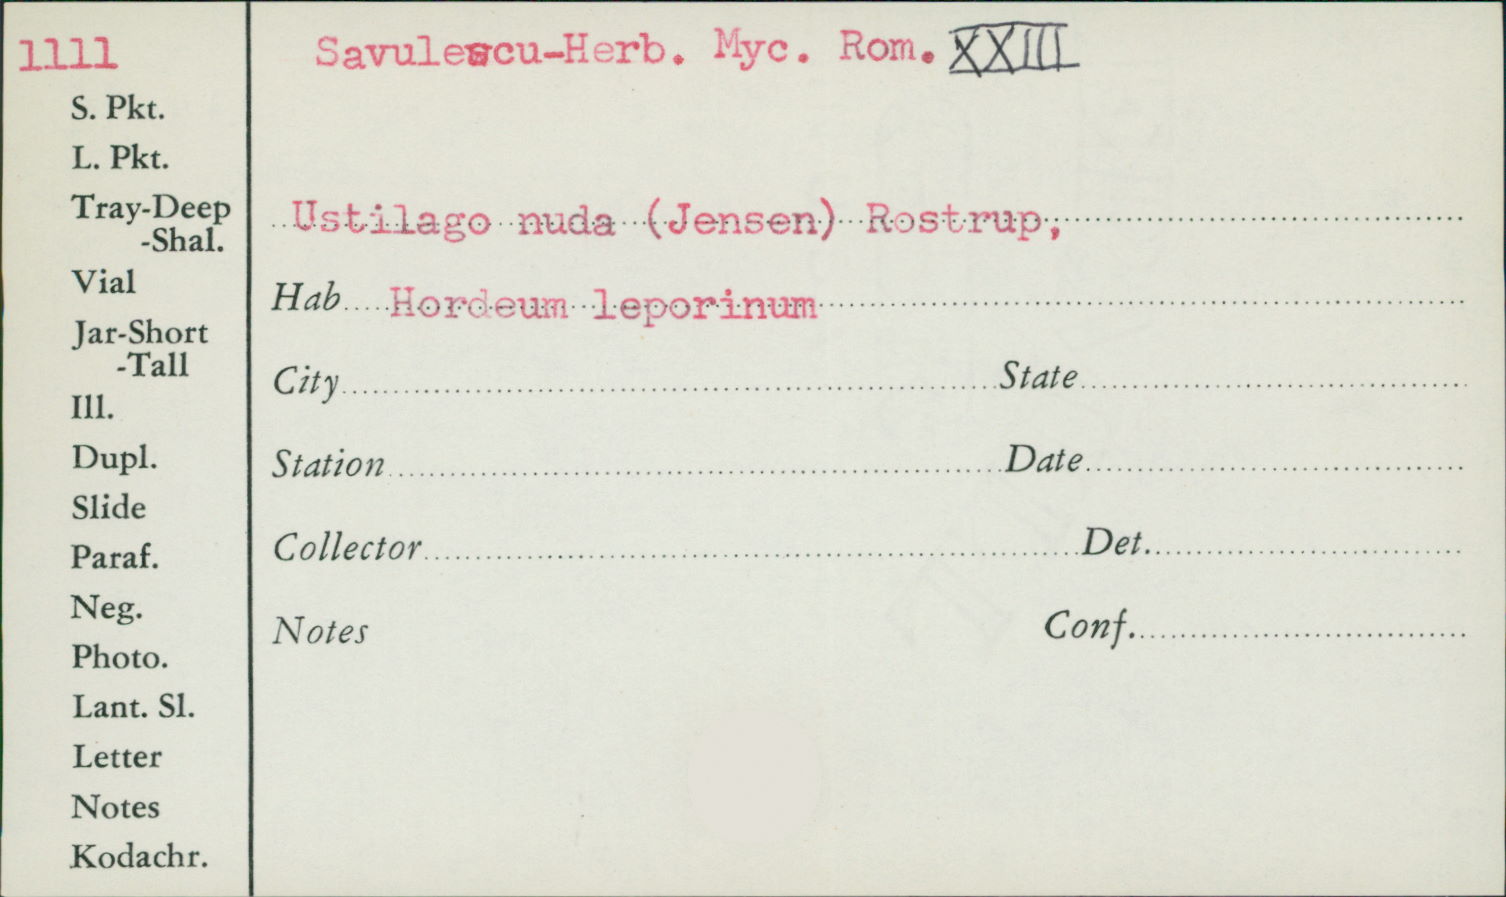 1111
Savulescu-Herb. Myc. Rom. XXIII
S. Pkt.
L. Pkt.
Tray-Deep
-Shal.
Vial
Jar-Short
-Tall
Ill.
Dupl.
Slide
Paraf.
Neg.
Photo.
Lant. Sl.
Letter
Notes
Kodachr.
Ustilago nuda (Jensen) Rostrup,
Hab Hordeum leporinum
City State
Station Date
Collector Det.
Notes Conf.